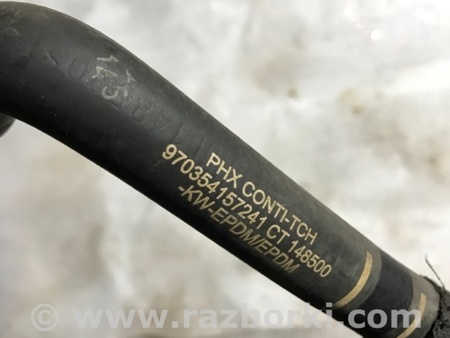 PHX CONTI-TCH
970354157241 CT 148500
-KW-EPDM/EPDM
© www.razborki.com